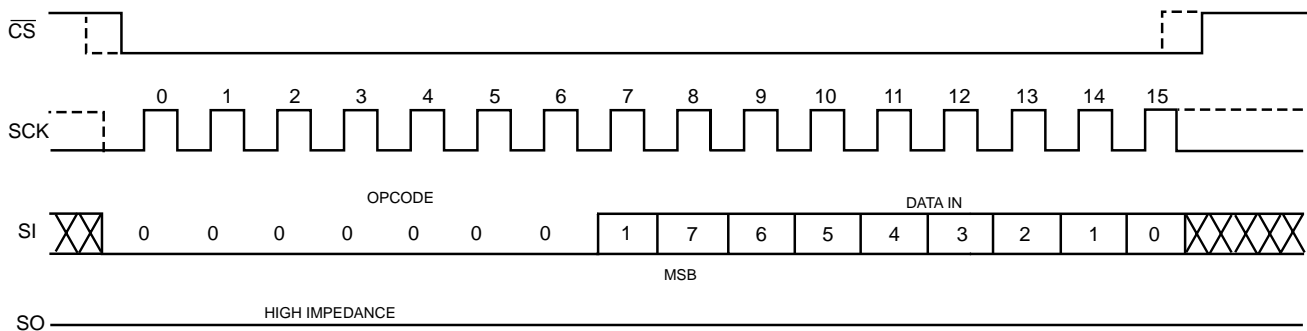 CS
0 1 2 3 4 5 6 7 8 9 10 11 12 13 14 15
SCK
OPCODE DATA IN
SI 0 0 0 0 0 0 0 1 7 6 5 4 3 2 1 0
MSB
HIGH IMPEDANCE
SO